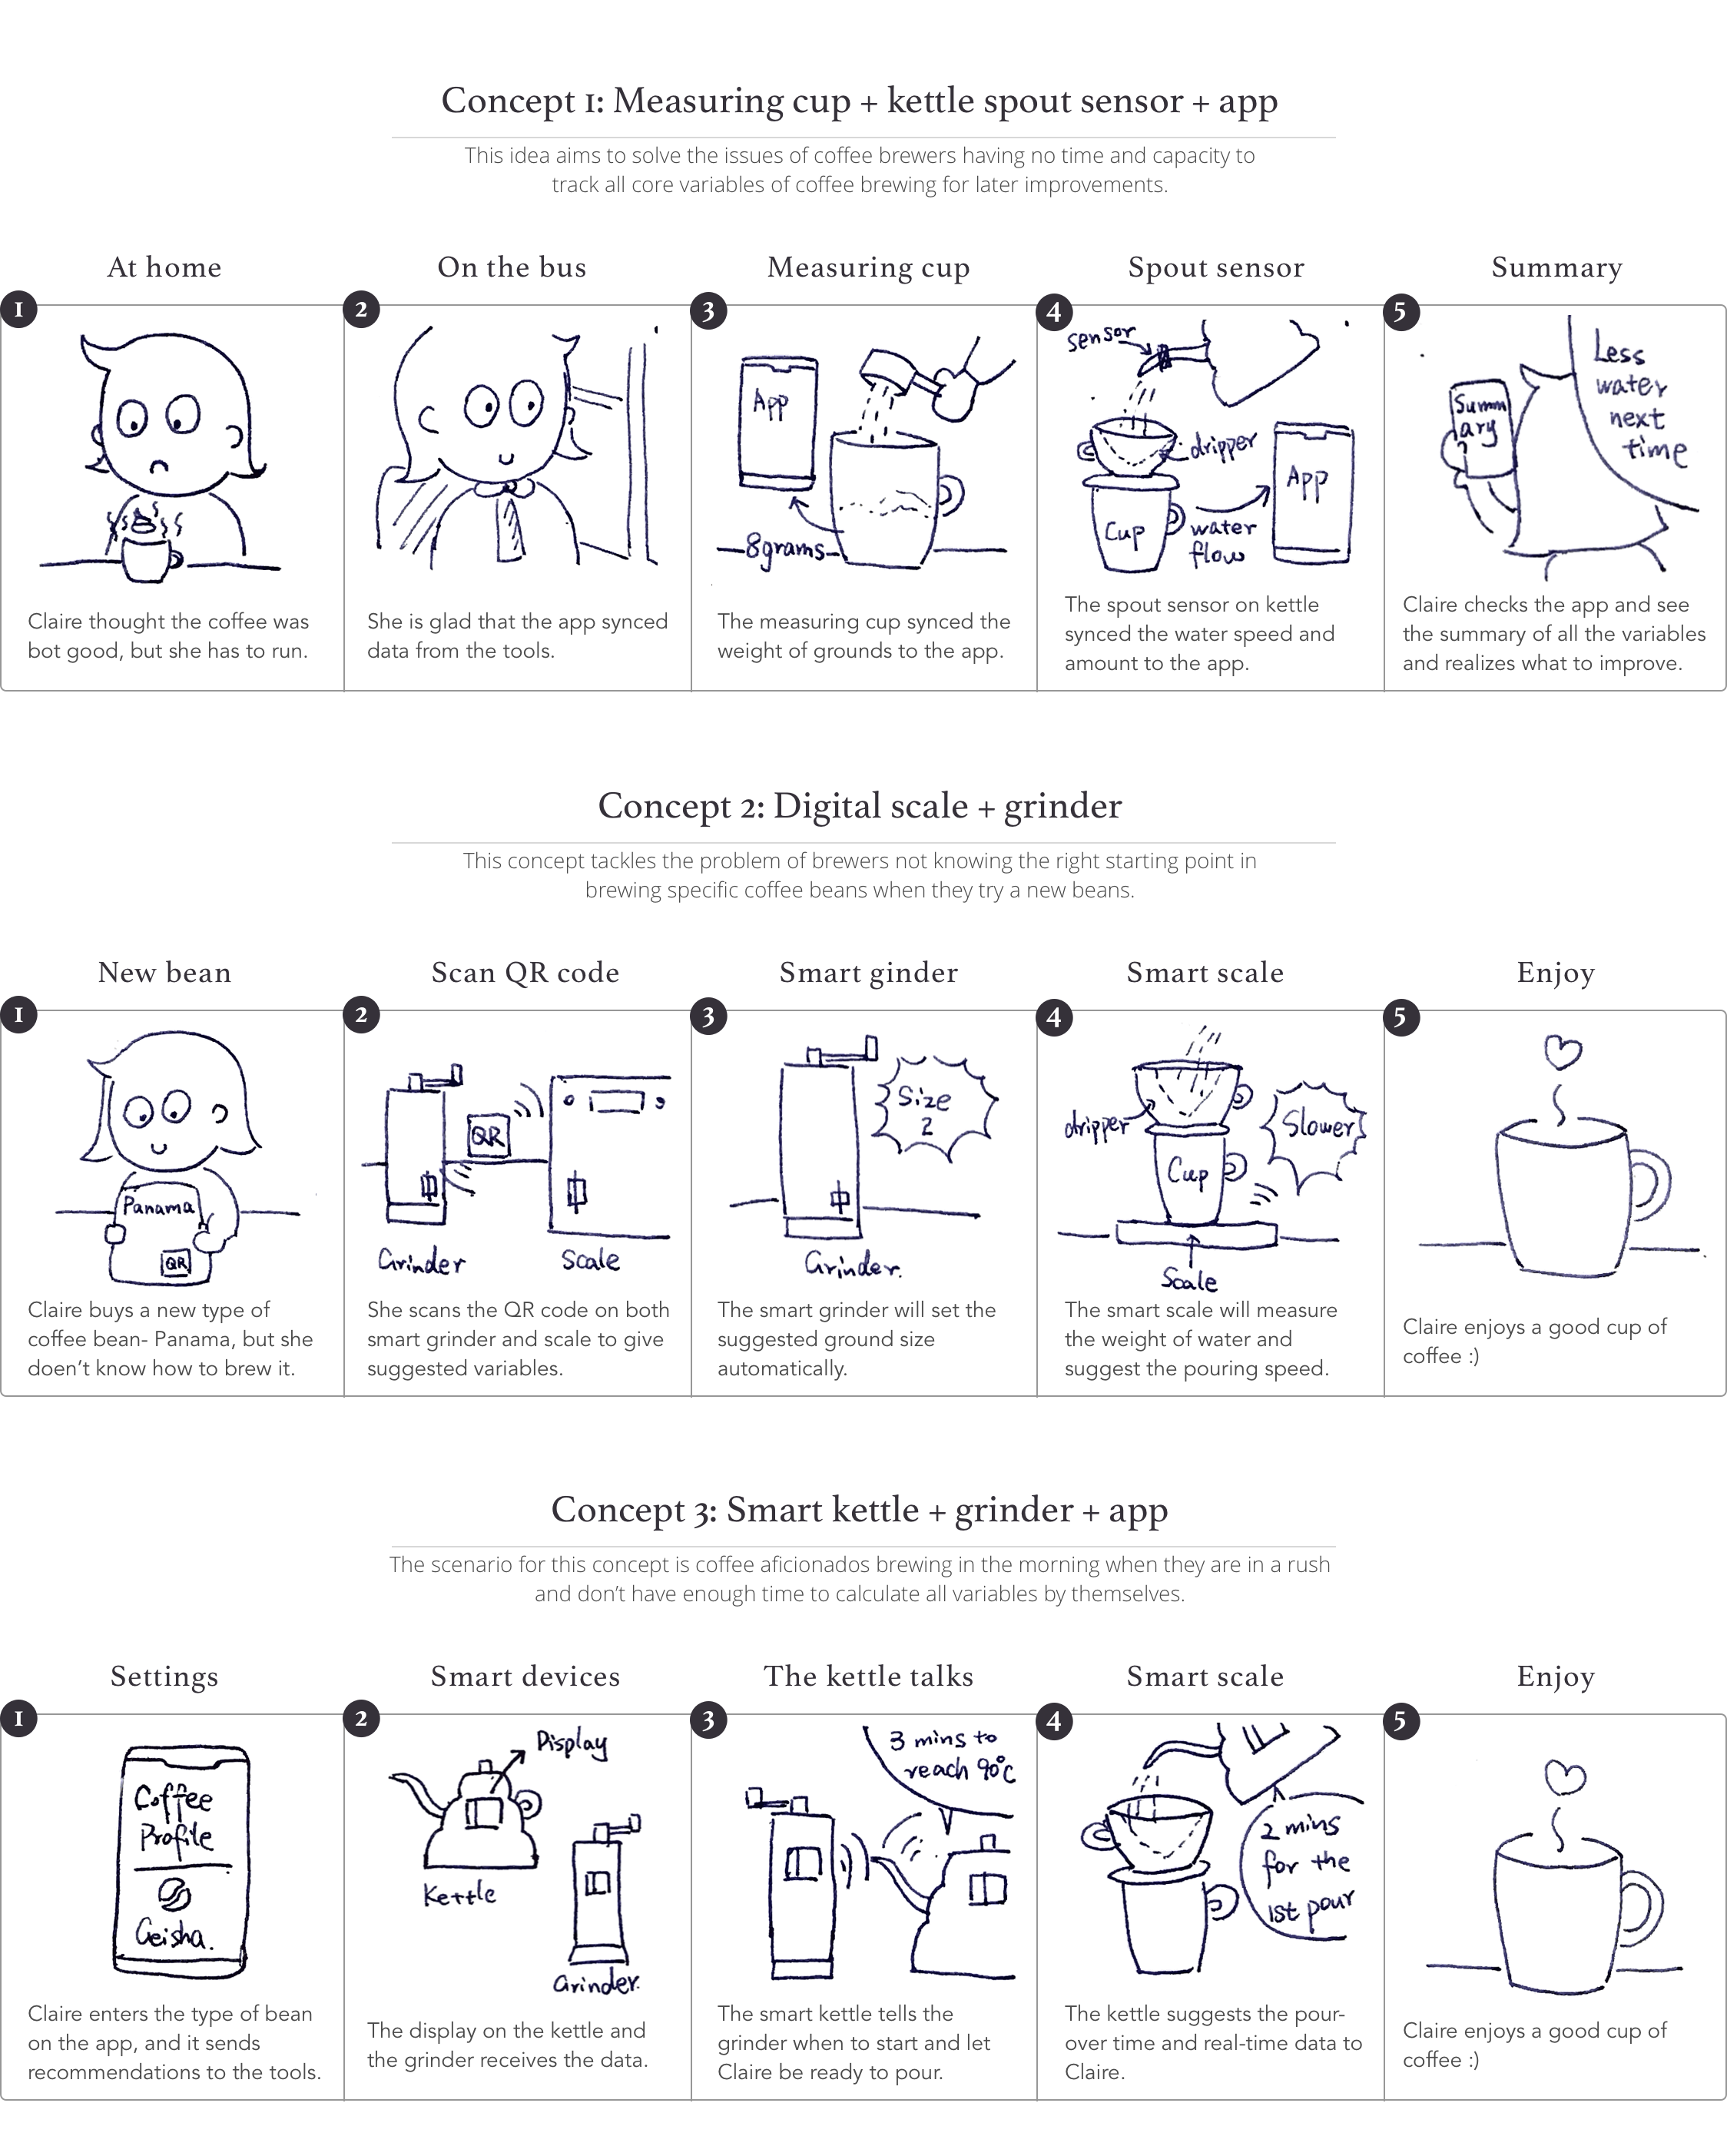 Concept 1: Measuring cup + kettle spout sensor + app
This idea aims to solve the issues of coffee brewers having no time and capacity to
track all core variables of coffee brewing for later improvements.
At home
On the bus
Measuring cup
Spout sensor
Summary
1
2
3
4
5
App
8grams
sensor
dripper
Cup
water
flow
App
Summ
ary
Less
water
next
time
Claire thought the coffee was
bot good, but she has to run.
She is glad that the app synced
data from the tools.
The measuring cup synced the
weight of grounds to the app.
The spout sensor on kettle
synced the water speed and
amount to the app.
Claire checks the app and see
the summary of all the variables
and realizes what to improve.
Concept 2: Digital scale + grinder
This concept tackles the problem of brewers not knowing the right starting point in
brewing specific coffee beans when they try a new beans.
New bean
Scan QR code
Smart ginder
Smart scale
Enjoy
1
2
3
4
5
Panama
QR
QR
Grinder
Scale
Size
2
Grinder.
dripper
Cup
Slower
Scale
Claire buys a new type of
coffee bean- Panama, but she
doen't know how to brew it.
She scans the QR code on both
smart grinder and scale to give
suggested variables.
The smart grinder will set the
suggested ground size
automatically.
The smart scale will measure
the weight of water and
suggest the pouring speed.
Claire enjoys a good cup of
coffee :)
Concept 3: Smart kettle + grinder + app
The scenario for this concept is coffee aficionados brewing in the morning when they are in a rush
and don't have enough time to calculate all variables by themselves.
Settings
Smart devices
The kettle talks
Smart scale
Enjoy
1
2
3
4
5
Coffee
Profile
Geisha.
Display
Kettle
Grinder.
3 mins to
reach 90°C
2 mins
for the
1st pour
Claire enters the type of bean
on the app, and it sends
recommendations to the tools.
The display on the kettle and
the grinder receives the data.
The smart kettle tells the
grinder when to start and let
Claire be ready to pour.
The kettle suggests the pour-
over time and real-time data to
Claire.
Claire enjoys a good cup of
coffee :)